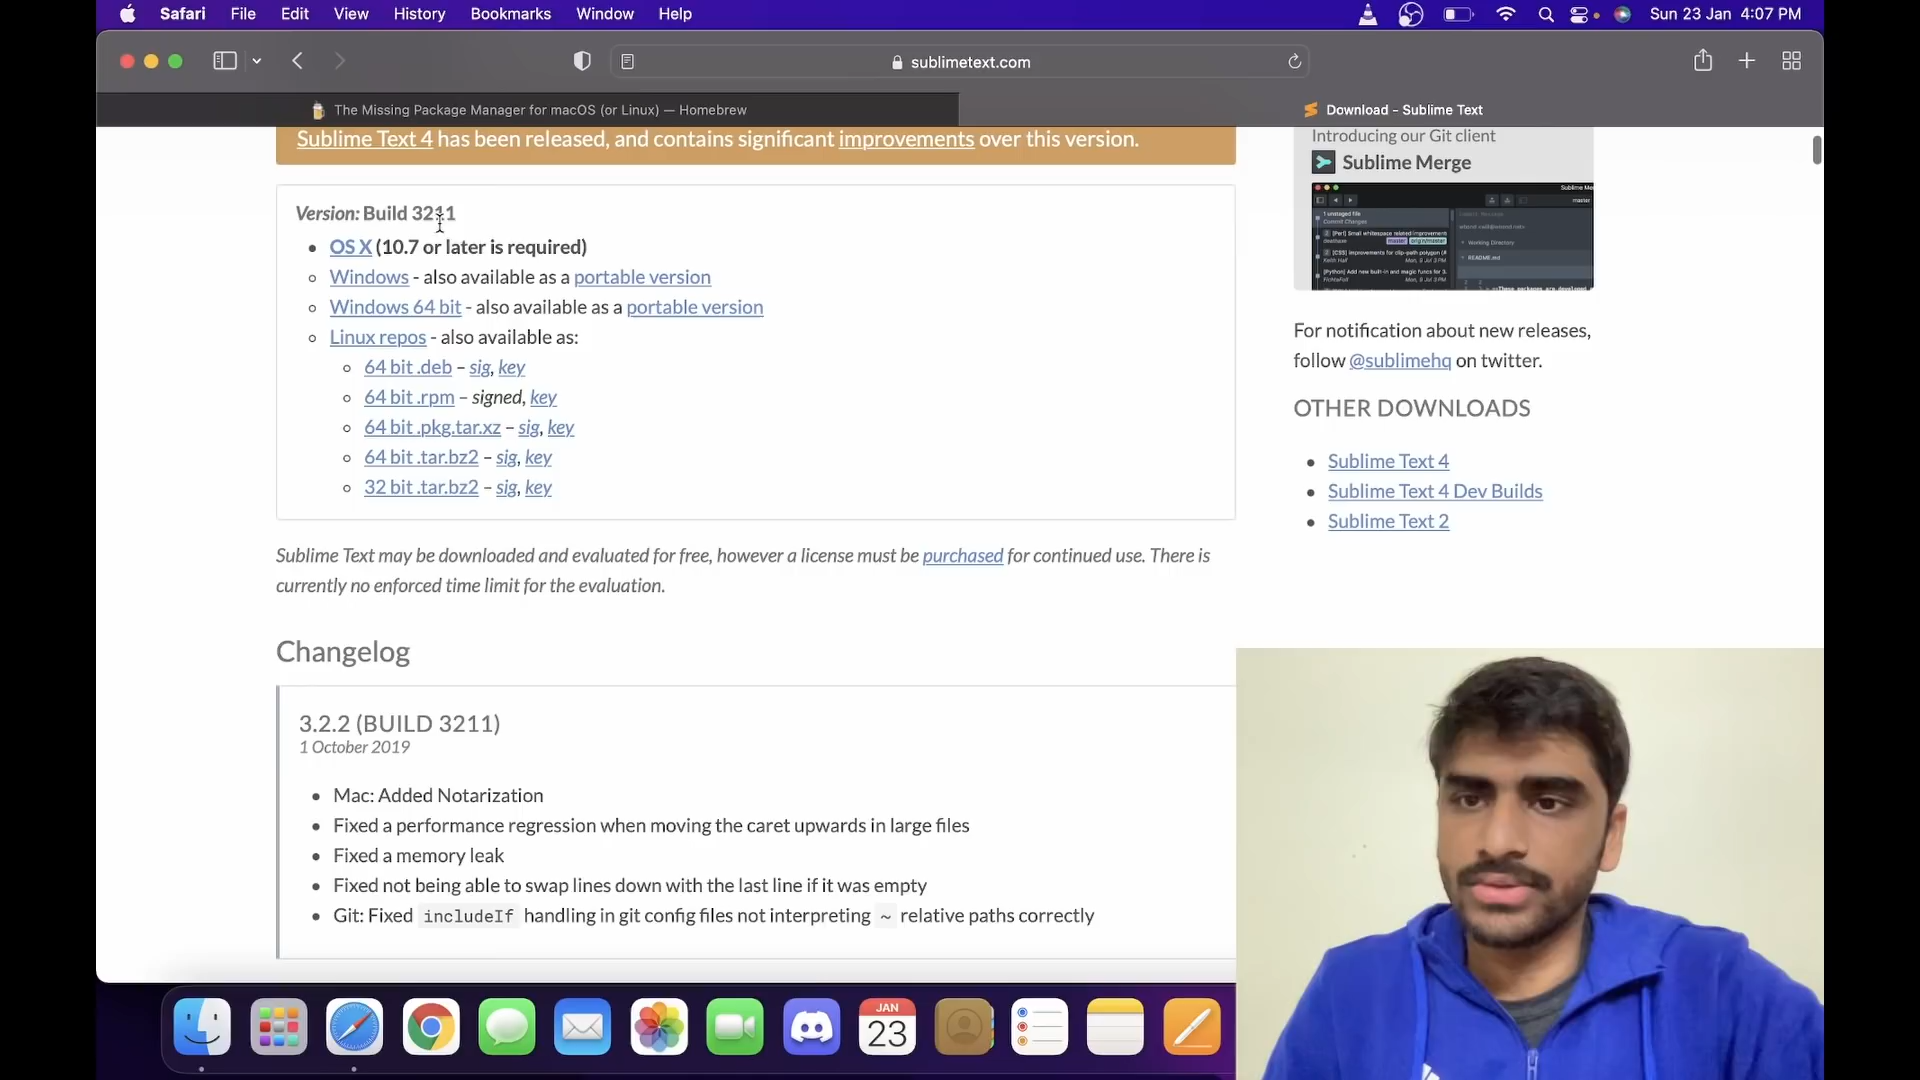 Safari File Edit View History Bookmarks Window Help Sun 23 Jan 4:07 PM
sublimetext.com
The Missing Package Manager for macOS (or Linux) — Homebrew
Download - Sublime Text
Sublime Text 4 has been released, and contains significant improvements over this version.
Version: Build 3211
OS X (10.7 or later is required)
Windows - also available as a portable version
Windows 64 bit - also available as a portable version
Linux repos - also available as:
64 bit .deb – sig, key
64 bit .rpm – signed, key
64 bit .pkg.tar.xz – sig, key
64 bit .tar.bz2 – sig, key
32 bit .tar.bz2 – sig, key
Sublime Text may be downloaded and evaluated for free, however a license must be purchased for continued use. There is
currently no enforced time limit for the evaluation.
Changelog
3.2.2 (BUILD 3211)
1 October 2019
Mac: Added Notarization
Fixed a performance regression when moving the caret upwards in large files
Fixed a memory leak
Fixed not being able to swap lines down with the last line if it was empty
Git: Fixed includeIf handling in git config files not interpreting ~ relative paths correctly
Introducing our Git client
Sublime Merge
1 unstaged file
Commit Changes
Working Directory
README.md
For notification about new releases,
follow @sublimehq on twitter.
OTHER DOWNLOADS
Sublime Text 4
Sublime Text 4 Dev Builds
Sublime Text 2
JAN
23